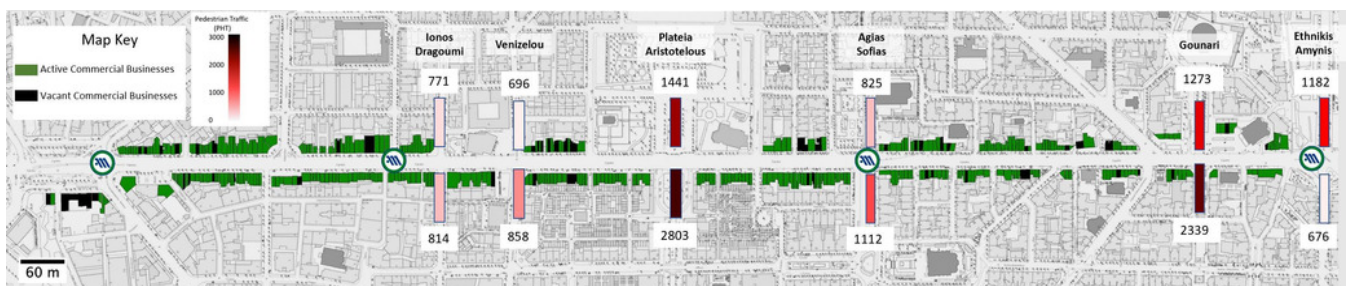 Map Key
Active Commercial Businesses
Vacant Commercial Businesses
Pedestrian Traffic
(PHT)
3000
2000
1000
0
Ionos
Dragoumi
771
Venizelou
696
Plateia
Aristotelous
1441
Agias
Sofias
825
Gounari
1273
Ethnikis
Amynis
1182
814
858
2803
1112
2339
676
60 m